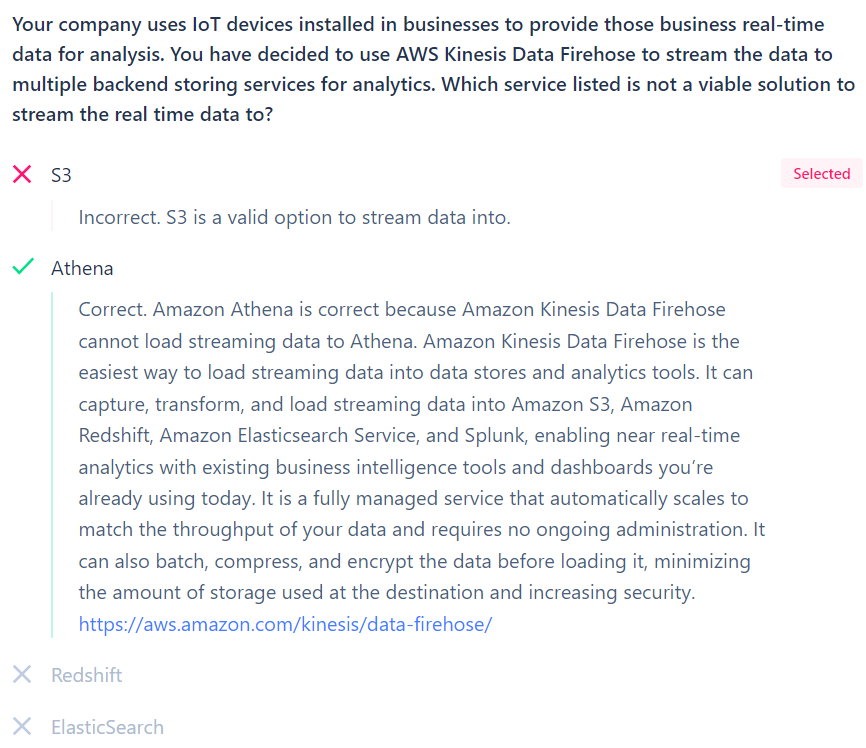 Your company uses IoT devices installed in businesses to provide those business real-time
data for analysis. You have decided to use AWS Kinesis Data Firehose to stream the data to
multiple backend storing services for analytics. Which service listed is not a viable solution to
stream the real time data to?
S3
Selected
Incorrect. S3 is a valid option to stream data into.
Athena
Correct. Amazon Athena is correct because Amazon Kinesis Data Firehose
cannot load streaming data to Athena. Amazon Kinesis Data Firehose is the
easiest way to load streaming data into data stores and analytics tools. It can
capture, transform, and load streaming data into Amazon S3, Amazon
Redshift, Amazon Elasticsearch Service, and Splunk, enabling near real-time
analytics with existing business intelligence tools and dashboards you’re
already using today. It is a fully managed service that automatically scales to
match the throughput of your data and requires no ongoing administration. It
can also batch, compress, and encrypt the data before loading it, minimizing
the amount of storage used at the destination and increasing security.
https://aws.amazon.com/kinesis/data-firehose/
Redshift
ElasticSearch